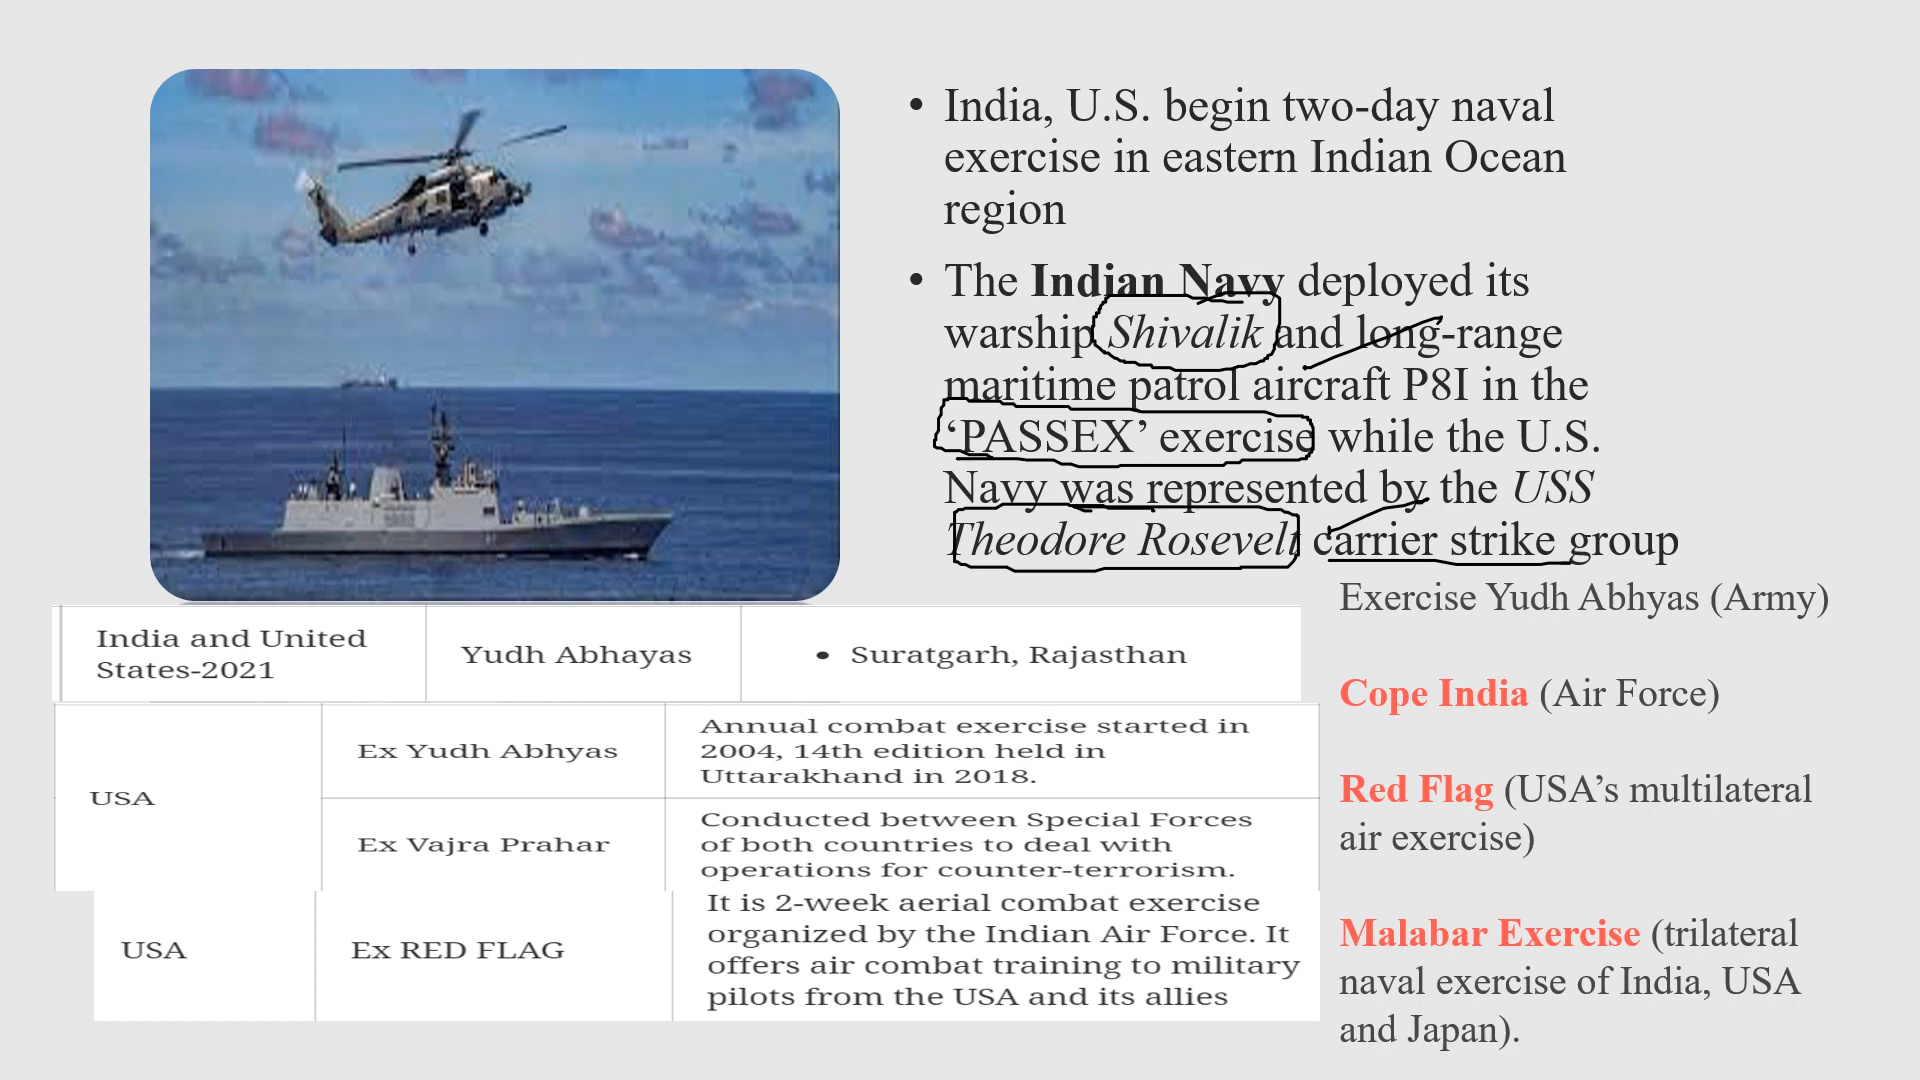 • India, U.S. begin two-day naval
exercise in eastern Indian Ocean
region
• The Indian Navy deployed its
warship Shivalik and long-range
maritime patrol aircraft P8I in the
‘PASSEX’ exercise while the U.S.
Navy was represented by the USS
Theodore Rosevelt carrier strike group
India and United
States-2021
Yudh Abhayas
• Suratgarh, Rajasthan
USA
Ex Yudh Abhyas
Annual combat exercise started in
2004, 14th edition held in
Uttarakhand in 2018.
Ex Vajra Prahar
Conducted between Special Forces
of both countries to deal with
operations for counter-terrorism.
USA
Ex RED FLAG
It is 2-week aerial combat exercise
organized by the Indian Air Force. It
offers air combat training to military
pilots from the USA and its allies
Exercise Yudh Abhyas (Army)
Cope India (Air Force)
Red Flag (USA’s multilateral
air exercise)
Malabar Exercise (trilateral
naval exercise of India, USA
and Japan).